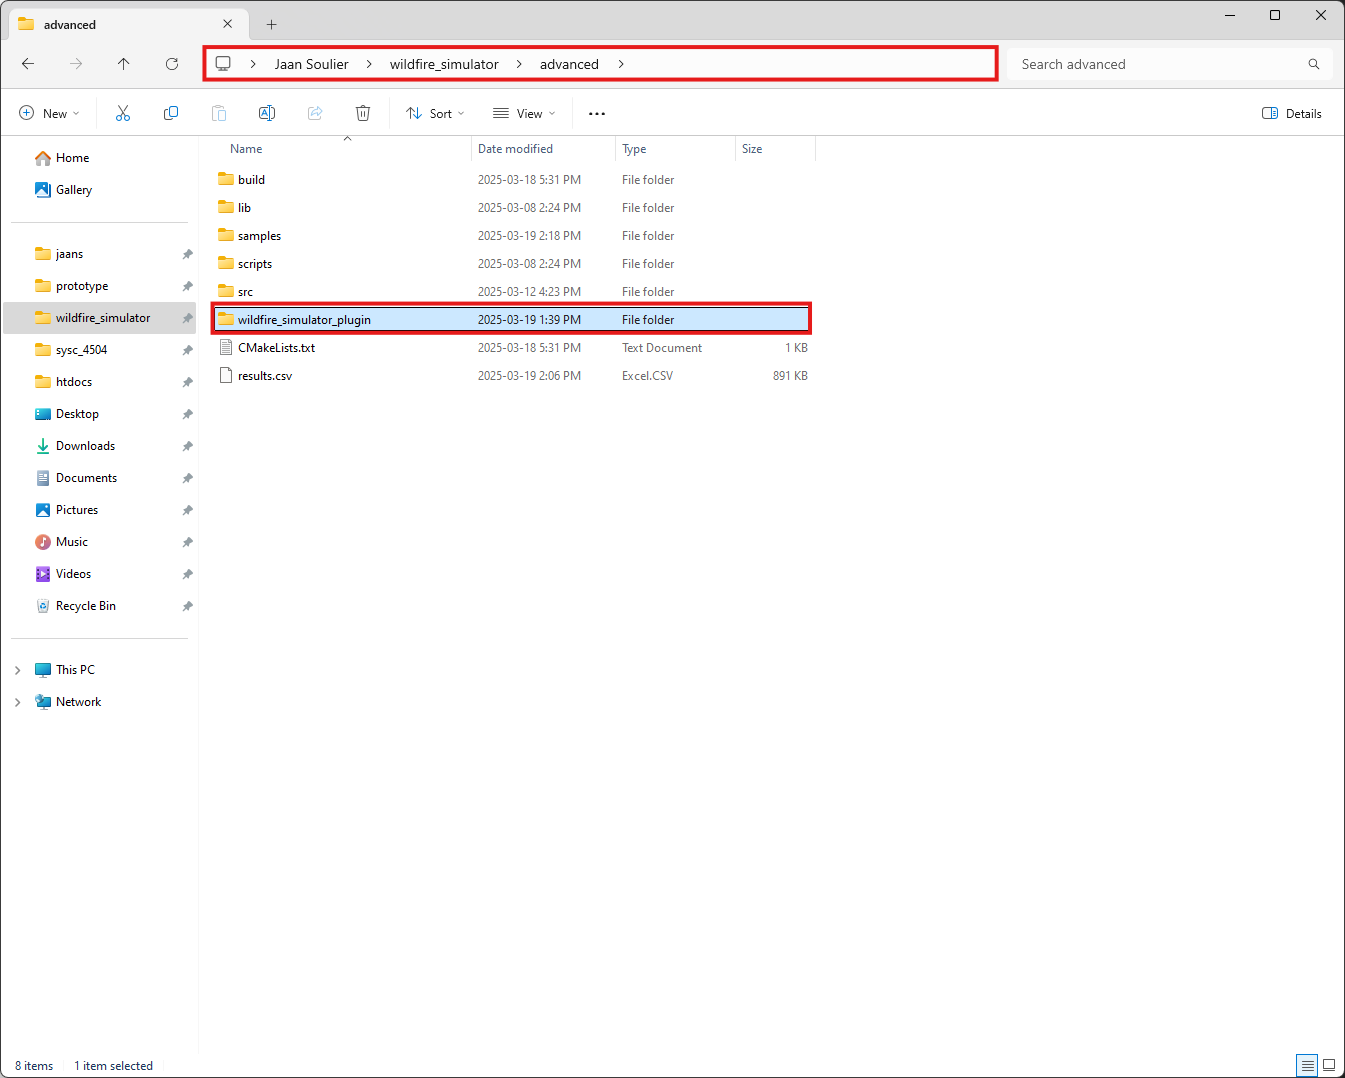 advanced
Jaan Soulier wildfire_simulator advanced
Search advanced
New
Sort
View
Details
Name Date modified Type Size
Home
Gallery
jaans
prototype
wildfire_simulator
sysc_4504
htdocs
Desktop
Downloads
Documents
Pictures
Music
Videos
Recycle Bin
This PC
Network
build 2025-03-18 5:31 PM File folder
lib 2025-03-08 2:24 PM File folder
samples 2025-03-19 2:18 PM File folder
scripts 2025-03-08 2:24 PM File folder
src 2025-03-12 4:23 PM File folder
wildfire_simulator_plugin 2025-03-19 1:39 PM File folder
CMakeLists.txt 2025-03-18 5:31 PM Text Document 1 KB
results.csv 2025-03-19 2:06 PM Excel.CSV 891 KB
8 items 1 item selected